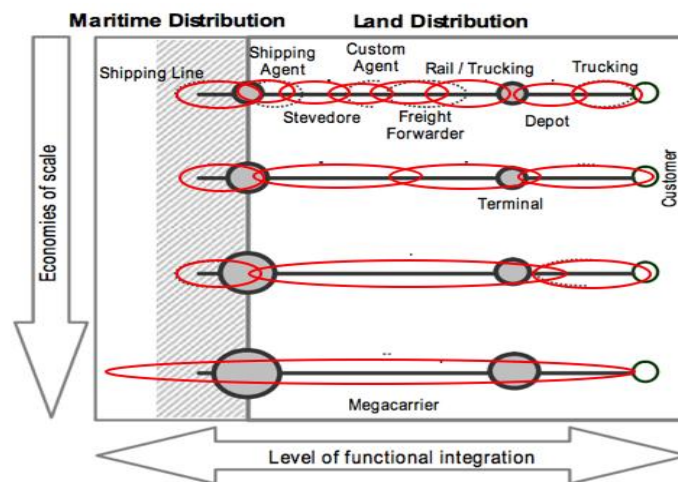 Maritime Distribution
Land Distribution
Shipping Line
Shipping
Agent
Custom
Agent
Rail / Trucking
Trucking
Stevedore
Freight
Forwarder
Depot
Terminal
Customer
Economies of scale
Megacarrier
Level of functional integration